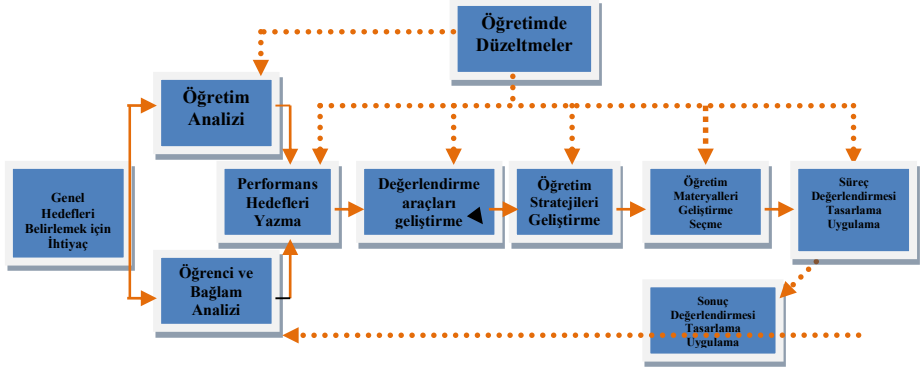 Öğretimde
Düzeltmeler
Öğretim
Analizi
Genel
Hedefleri
Belirlemek için
İhtiyaç
Performans
Hedefleri
Yazma
Değerlendirme
araçları
geliştirme
Öğretim
Stratejileri
Geliştirme
Öğretim
Materyalleri
Geliştirme
Seçme
Süreç
Değerlendirmesi
Tasarlama
Uygulama
Öğrenci ve
Bağlam
Analizi
Sonuç
Değerlendirmesi
Tasarlama
Uygulama